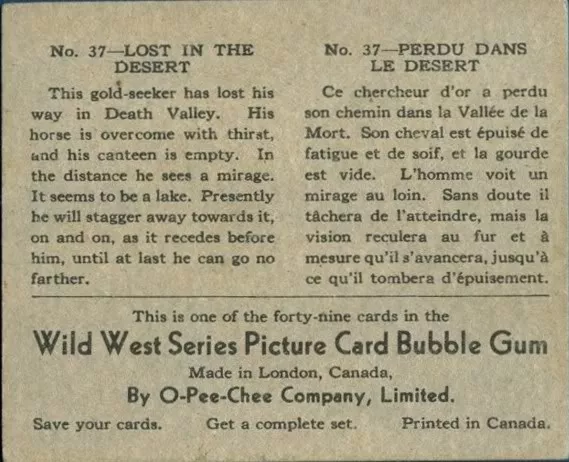 No. 37—LOST IN THE
DESERT
This gold-seeker has lost his
way in Death Valley. His
horse is overcome with thirst,
and his canteen is empty. In
the distance he sees a mirage.
It seems to be a lake. Presently
he will stagger away towards it,
on and on, as it recedes before
him, until at last he can go no
farther.
No. 37—PERDU DANS
LE DESERT
Ce chercheur d'or a perdu
son chemin dans la Vallée de la
Mort. Son cheval est épuisé de
fatigue et de soif, et la gourde
est vide. L'homme voit un
mirage au loin. Sans doute il
tâchera de l'atteindre, mais la
vision reculera au fur et à
mesure qu'il s'avancera, jusqu'à
ce qu'il tombera d'épuisement.
This is one of the forty-nine cards in the
Wild West Series Picture Card Bubble Gum
Made in London, Canada,
By O-Pee-Chee Company, Limited.
Save your cards. Get a complete set. Printed in Canada.